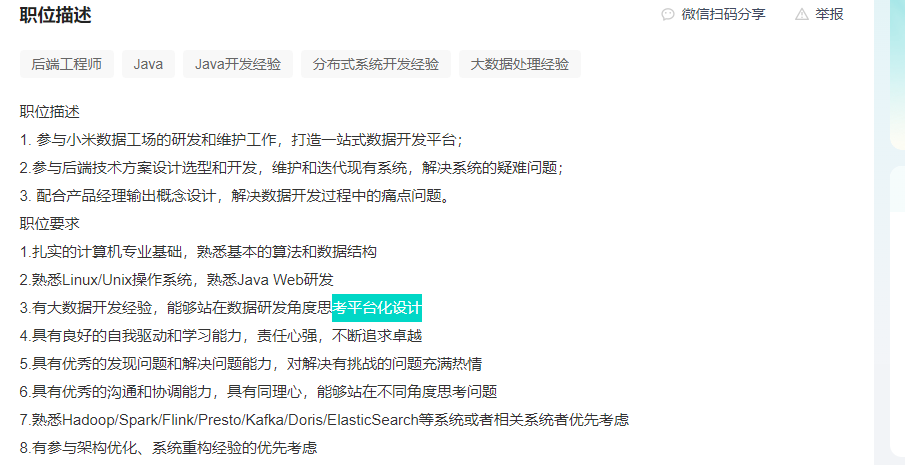 职位描述
微信扫码分享
举报
后端工程师 Java Java开发经验 分布式系统开发经验 大数据处理经验
职位描述
1. 参与小米数据工场的研发和维护工作，打造一站式数据开发平台；
2.参与后端技术方案设计选型和开发，维护和迭代现有系统，解决系统的疑难问题；
3. 配合产品经理输出概念设计，解决数据开发过程中的痛点问题。
职位要求
1.扎实的计算机专业基础，熟悉基本的算法和数据结构
2.熟悉Linux/Unix操作系统，熟悉Java Web研发
3.有大数据开发经验，能够站在数据研发角度思考平台化设计
4.具有良好的自我驱动和学习能力，责任心强，不断追求卓越
5.具有优秀的发现问题和解决问题能力，对解决有挑战的问题充满热情
6.具有优秀的沟通和协调能力，具有同理心，能够站在不同角度思考问题
7.熟悉Hadoop/Spark/Flink/Presto/Kafka/Doris/ElasticSearch等系统或者相关系统者优先考虑
8.有参与架构优化、系统重构经验的优先考虑